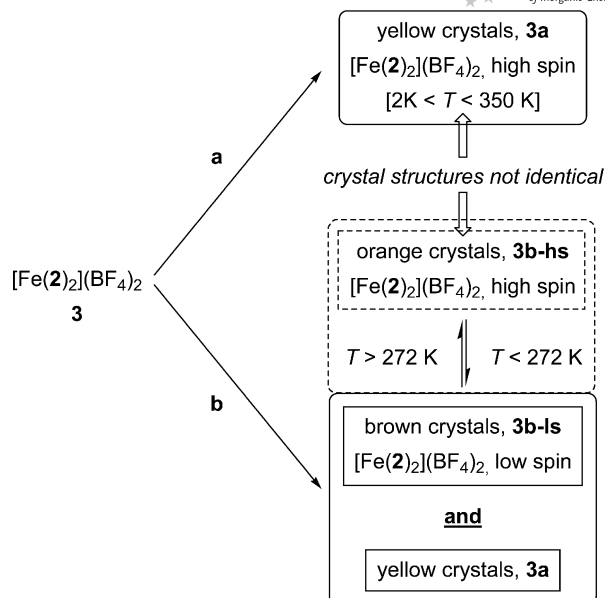 yellow crystals, 3a
[Fe(2)₂](BF₄)₂, high spin
[2K < T < 350 K]
a
crystal structures not identical
orange crystals, 3b-hs
[Fe(2)₂](BF₄)₂, high spin
[Fe(2)₂](BF₄)₂
3
T > 272 K T < 272 K
b
brown crystals, 3b-ls
[Fe(2)₂](BF₄)₂, low spin
and
yellow crystals, 3a